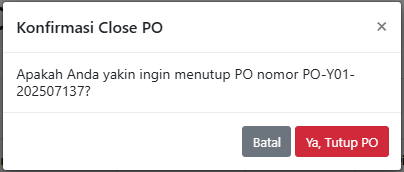 Konfirmasi Close PO ×
Apakah Anda yakin ingin menutup PO nomor PO-Y01-
202507137?
Batal Ya, Tutup PO